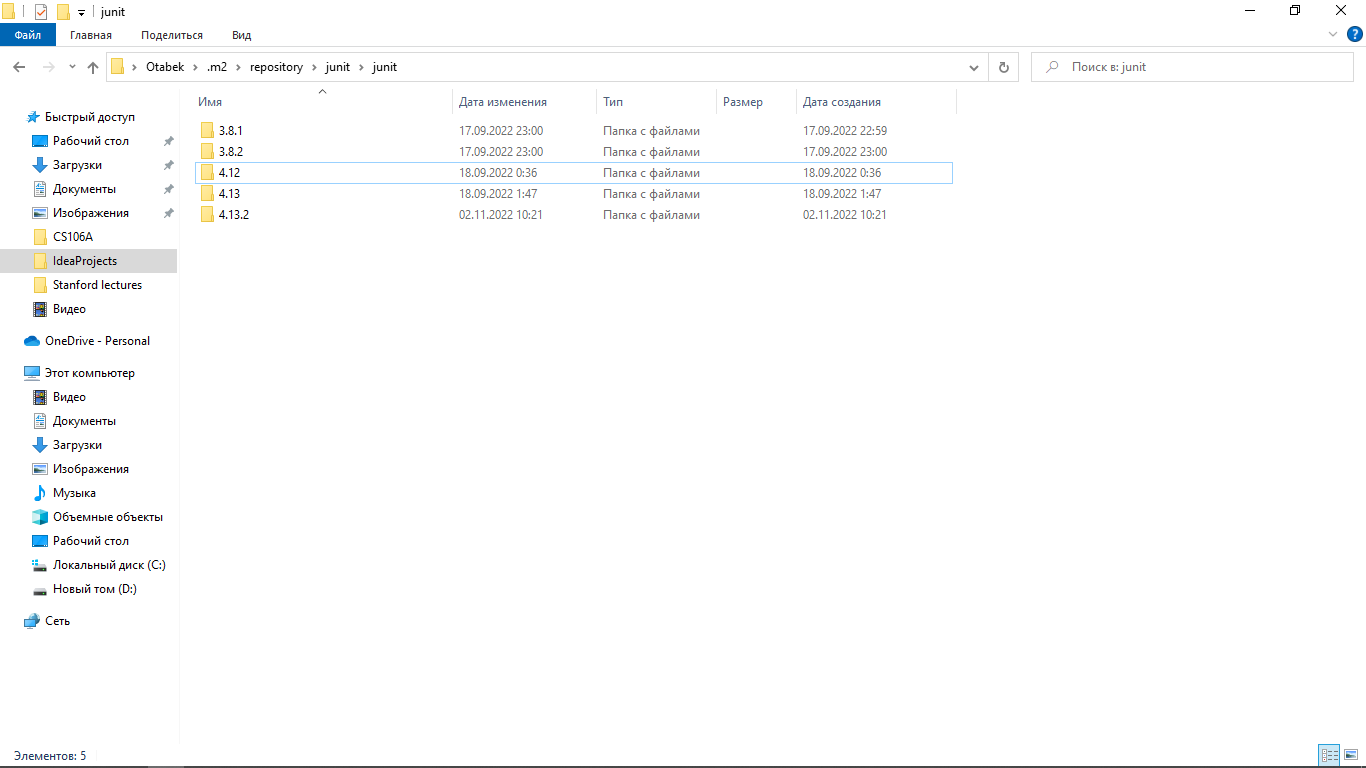 junit
Файл Главная Поделиться Вид
Otabek .m2 repository junit junit Поиск в: junit
Имя Дата изменения Тип Размер Дата создания
3.8.1 17.09.2022 23:00 Папка с файлами 17.09.2022 22:59
3.8.2 17.09.2022 23:00 Папка с файлами 17.09.2022 23:00
4.12 18.09.2022 0:36 Папка с файлами 18.09.2022 0:36
4.13 18.09.2022 1:47 Папка с файлами 18.09.2022 1:47
4.13.2 02.11.2022 10:21 Папка с файлами 02.11.2022 10:21
Быстрый доступ
Рабочий стол
Загрузки
Документы
Изображения
CS106A
IdeaProjects
Stanford lectures
Видео
OneDrive - Personal
Этот компьютер
Видео
Документы
Загрузки
Изображения
Музыка
Объемные объекты
Рабочий стол
Локальный диск (C:)
Новый том (D:)
Сеть
Элементов: 5